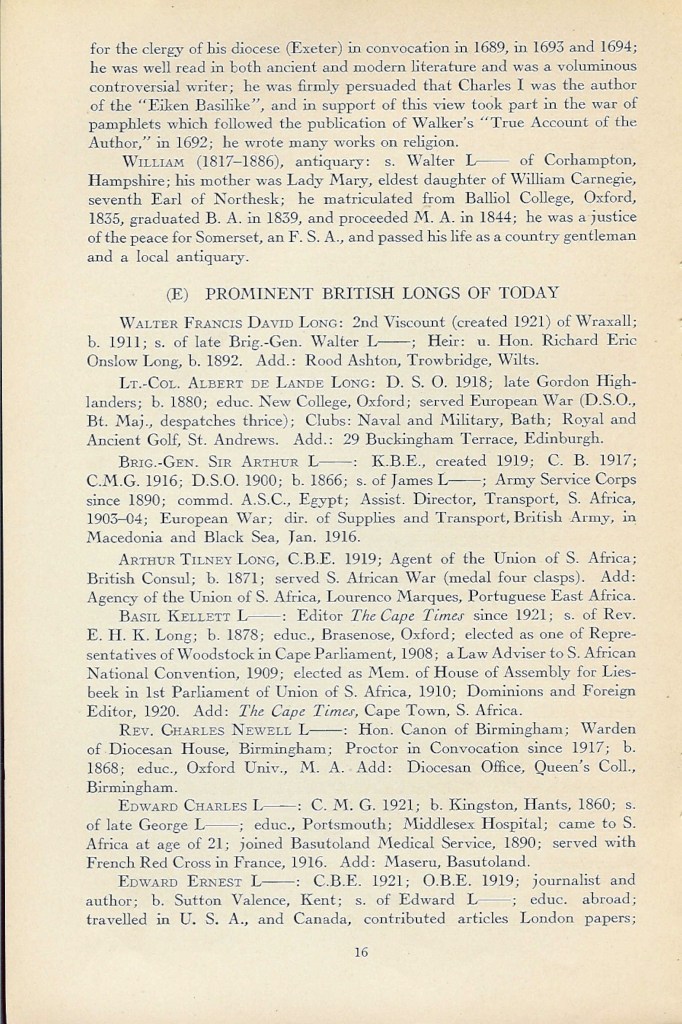 for the clergy of his diocese (Exeter) in convocation in 1689, in 1693 and 1694;
he was well read in both ancient and modern literature and was a voluminous
controversial writer; he was firmly persuaded that Charles I was the author
of the "Eiken Basilike", and in support of this view took part in the war of
pamphlets which followed the publication of Walker's "True Account of the
Author," in 1692; he wrote many works on religion.
WILLIAM (1817–1886), antiquary: s. Walter L—— of Corhampton,
Hampshire; his mother was Lady Mary, eldest daughter of William Carnegie,
seventh Earl of Northesk; he matriculated from Balliol College, Oxford,
1835, graduated B. A. in 1839, and proceeded M. A. in 1844; he was a justice
of the peace for Somerset, an F. S. A., and passed his life as a country gentleman
and a local antiquary.
(E) PROMINENT BRITISH LONGS OF TODAY
WALTER FRANCIS DAVID LONG: 2nd Viscount (created 1921) of Wraxall;
b. 1911; s. of late Brig.-Gen. Walter L——; Heir: u. Hon. Richard Eric
Onslow Long, b. 1892. Add.: Rood Ashton, Trowbridge, Wilts.
LT.-COL. ALBERT DE LANDE LONG: D. S. O. 1918; late Gordon High-
landers; b. 1880; educ. New College, Oxford; served European War (D.S.O.,
Bt. Maj., despatches thrice); Clubs: Naval and Military, Bath; Royal and
Ancient Golf, St. Andrews. Add.: 29 Buckingham Terrace, Edinburgh.
BRIG.-GEN. SIR ARTHUR L——: K.B.E., created 1919; C. B. 1917;
C.M.G. 1916; D.S.O. 1900; b. 1866; s. of James L——; Army Service Corps
since 1890; commd. A.S.C., Egypt; Assist. Director, Transport, S. Africa,
1903–04; European War; dir. of Supplies and Transport, British Army, in
Macedonia and Black Sea, Jan. 1916.
ARTHUR TILNEY LONG, C.B.E. 1919; Agent of the Union of S. Africa;
British Consul; b. 1871; served S. African War (medal four clasps). Add:
Agency of the Union of S. Africa, Lourenco Marques, Portuguese East Africa.
BASIL KELLETT L——: Editor The Cape Times since 1921; s. of Rev.
E. H. K. Long; b. 1878; educ., Brasenose, Oxford; elected as one of Repre-
sentatives of Woodstock in Cape Parliament, 1908; a Law Adviser to S. African
National Convention, 1909; elected as Mem. of House of Assembly for Lies-
beek in 1st Parliament of Union of S. Africa, 1910; Dominions and Foreign
Editor, 1920. Add: The Cape Times, Cape Town, S. Africa.
REV. CHARLES NEWELL L——: Hon. Canon of Birmingham; Warden
of Diocesan House, Birmingham; Proctor in Convocation since 1917; b.
1868; educ., Oxford Univ., M. A. Add: Diocesan Office, Queen's Coll.,
Birmingham.
EDWARD CHARLES L——: C. M. G. 1921; b. Kingston, Hants, 1860; s.
of late George L——; educ., Portsmouth; Middlesex Hospital; came to S.
Africa at age of 21; joined Basutoland Medical Service, 1890; served with
French Red Cross in France, 1916. Add: Maseru, Basutoland.
EDWARD ERNEST L——: C.B.E. 1921; O.B.E. 1919; journalist and
author; b. Sutton Valence, Kent; s. of Edward L——; educ. abroad;
travelled in U. S. A., and Canada, contributed articles London papers;
16